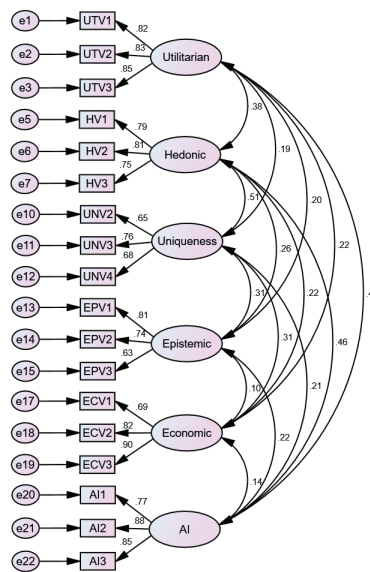 e1 UTV1 .82
e2 UTV2 .83 Utilitarian
e3 UTV3 .85
e5 HV1 .79 .38
e6 HV2 .81 Hedonic .19
e7 HV3 .75 .20
e10 UNV2 .65 .51
e11 UNV3 .76 Uniqueness .26 .22
e12 UNV4 .68
e13 EPV1 .81 .31 .22
e14 EPV2 .74 Epistemic .31 .46
e15 EPV3 .63
e17 ECV1 .69 .10 .21
e18 ECV2 .82 Economic .22
e19 ECV3 .90
e20 AI1 .77 .14
e21 AI2 .88 AI
e22 AI3 .85